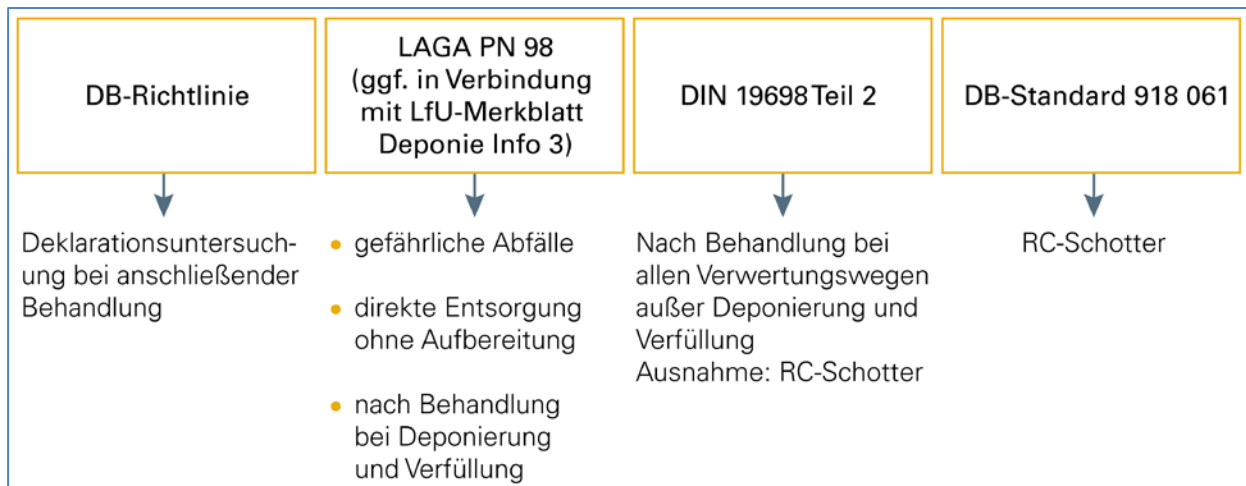 DB-Richtlinie
LAGA PN 98
(ggf. in Verbindung
mit LfU-Merkblatt
Deponie Info 3)
DIN 19698 Teil 2
DB-Standard 918 061
Deklarationsuntersuch-
ung bei anschließender
Behandlung
• gefährliche Abfälle
• direkte Entsorgung
ohne Aufbereitung
• nach Behandlung
bei Deponierung
und Verfüllung
Nach Behandlung bei
allen Verwertungswegen
außer Deponierung und
Verfüllung
Ausnahme: RC-Schotter
RC-Schotter